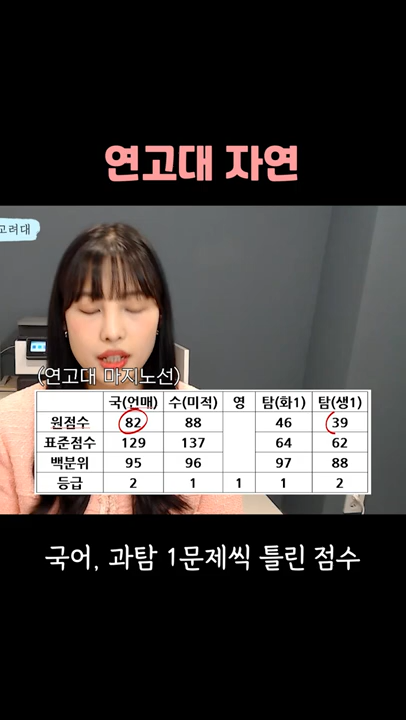 연고대 자연
고려대
(연고대 마지노선)
국(언매) 수(미적) 영 탐(화1) 탐(생1)
원점수 82 88 46 39
표준점수 129 137 64 62
백분위 95 96 97 88
등급 2 1 1 1 2
국어, 과탐 1문제씩 틀린 점수